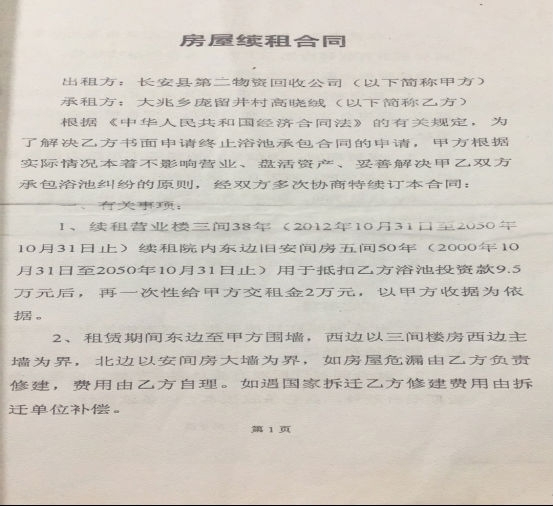 房屋续租合同
出租方：长安县第二物资回收公司（以下简称甲方）
承租方：大兆乡庞留井村高晓绒（以下简称乙方）
根据《中华人民共和国经济合同法》的有关规定，为
了解决乙方书面申请终止浴池承包合同的申请，甲方根据
实际情况本着不影响营业、盘活资产、妥善解决甲乙双方
承包浴池纠纷的原则，经双方多次协商特续订本合同：
一、有关事项：
1、续租营业楼三间38年（2012年10月31日至2050年
10月31日止）续租院内东边旧安间房五间50年（2000年10
月31日至2050年10月31日止）用于抵扣乙方浴池投资款9.5
万元后，再一次性给甲方交租金2万元，以甲方收据为依
据。
2、租赁期间东边至甲方围墙，西边以三间楼房西边主
墙为界，北边以安间房大墙为界，如房屋危漏由乙方负责
修建，费用由乙方自理。如遇国家拆迁乙方修建费用由拆
迁单位补偿。
第1页